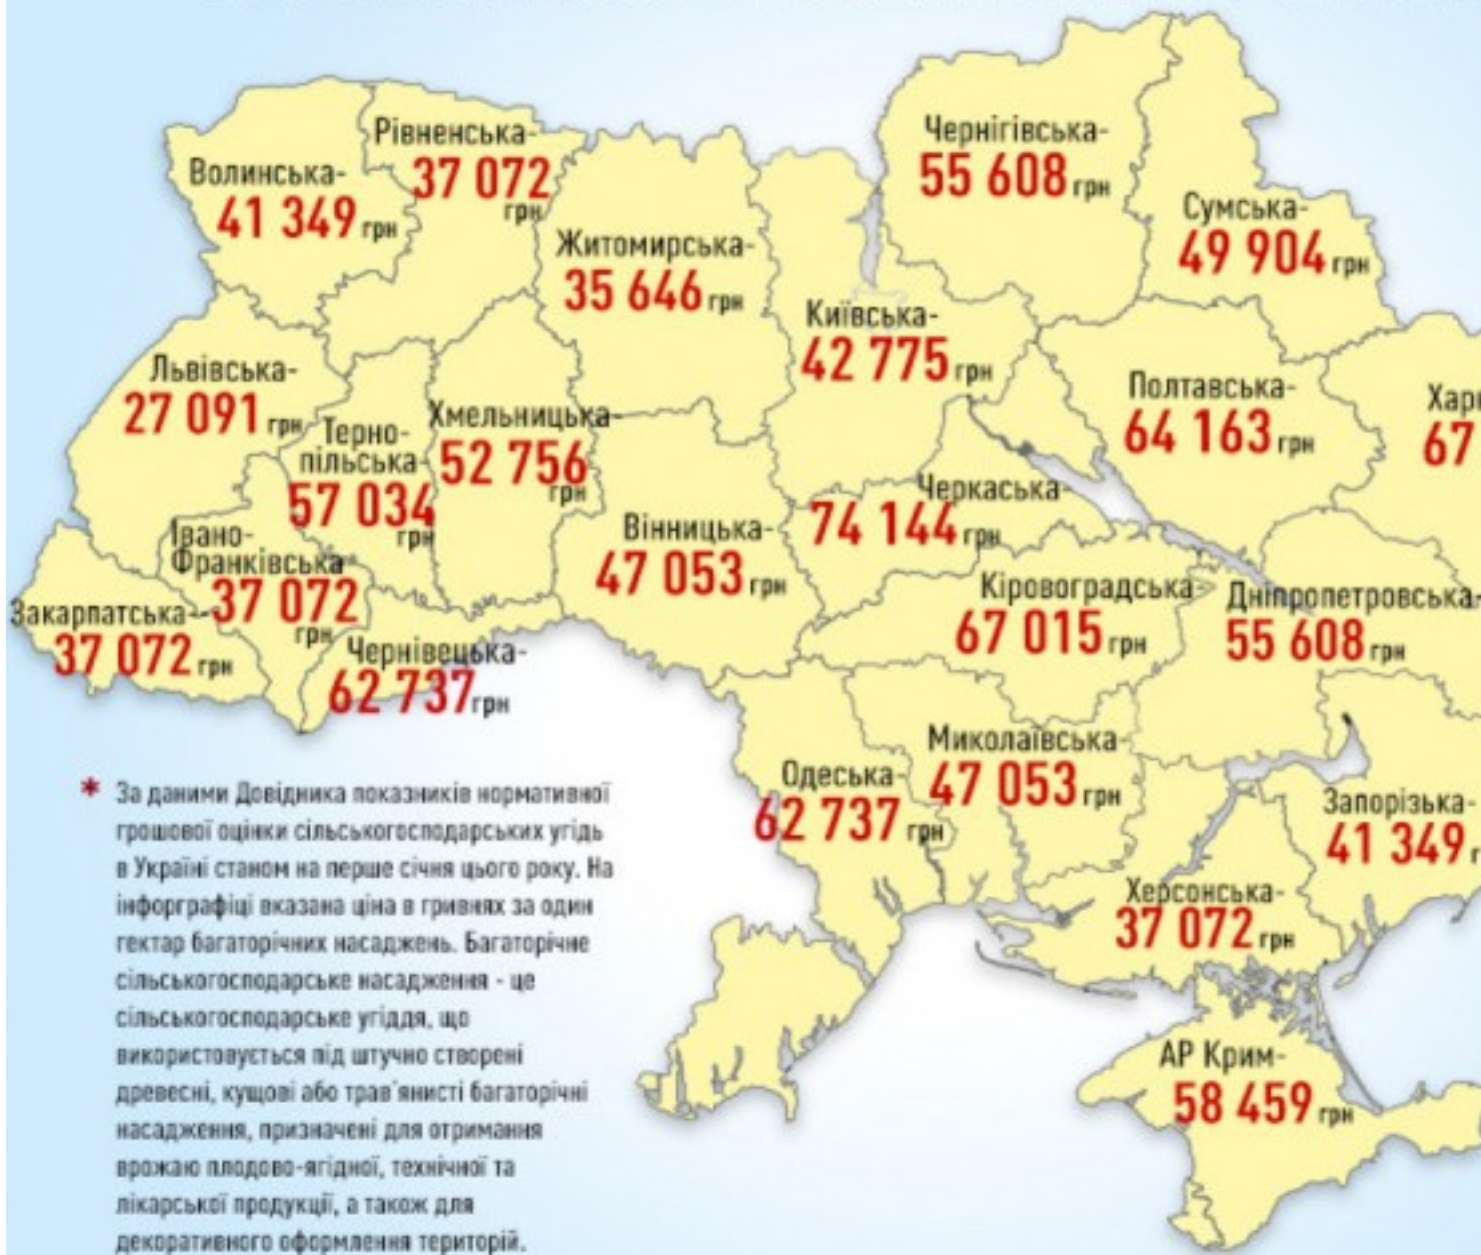 Рівненська-
37 072
грн
Волинська-
41 349 грн
Чернігівська-
55 608 грн
Сумська-
49 904 грн
Житомирська-
35 646 грн
Київська-
42 775 грн
Львівська-
27 091 грн
Терно-
пільська-
57 034
грн
Хмельницька-
52 756
грн
Полтавська-
64 163 грн
67
Черкаська-
74 144 грн
Вінницька-
47 053 грн
Івано-
Франківська-
37 072
грн
Закарпатська-
37 072 грн
Чернівецька-
62 737 грн
Кіровоградська-
67 015 грн
Дніпропетровська-
55 608 грн
Миколаївська-
47 053 грн
Одеська-
62 737 грн
Запорізька-
41 349
Херсонська-
37 072 грн
АР Крим-
58 459 грн
* За даними Довідника показників нормативної
грошової оцінки сільськогосподарських угідь
в Україні станом на перше січня цього року. На
інфорграфіці вказана ціна в гривнях за один
гектар багаторічних насаджень. Багаторічне
сільськогосподарське насадження - це
сільськогосподарське угіддя, що
використовується під штучно створені
древесні, кущові або трав'янисті багаторічні
насадження, призначені для отримання
врожаю плодово-ягідної, технічної та
лікарської продукції, а також для
декоративного оформлення територій.